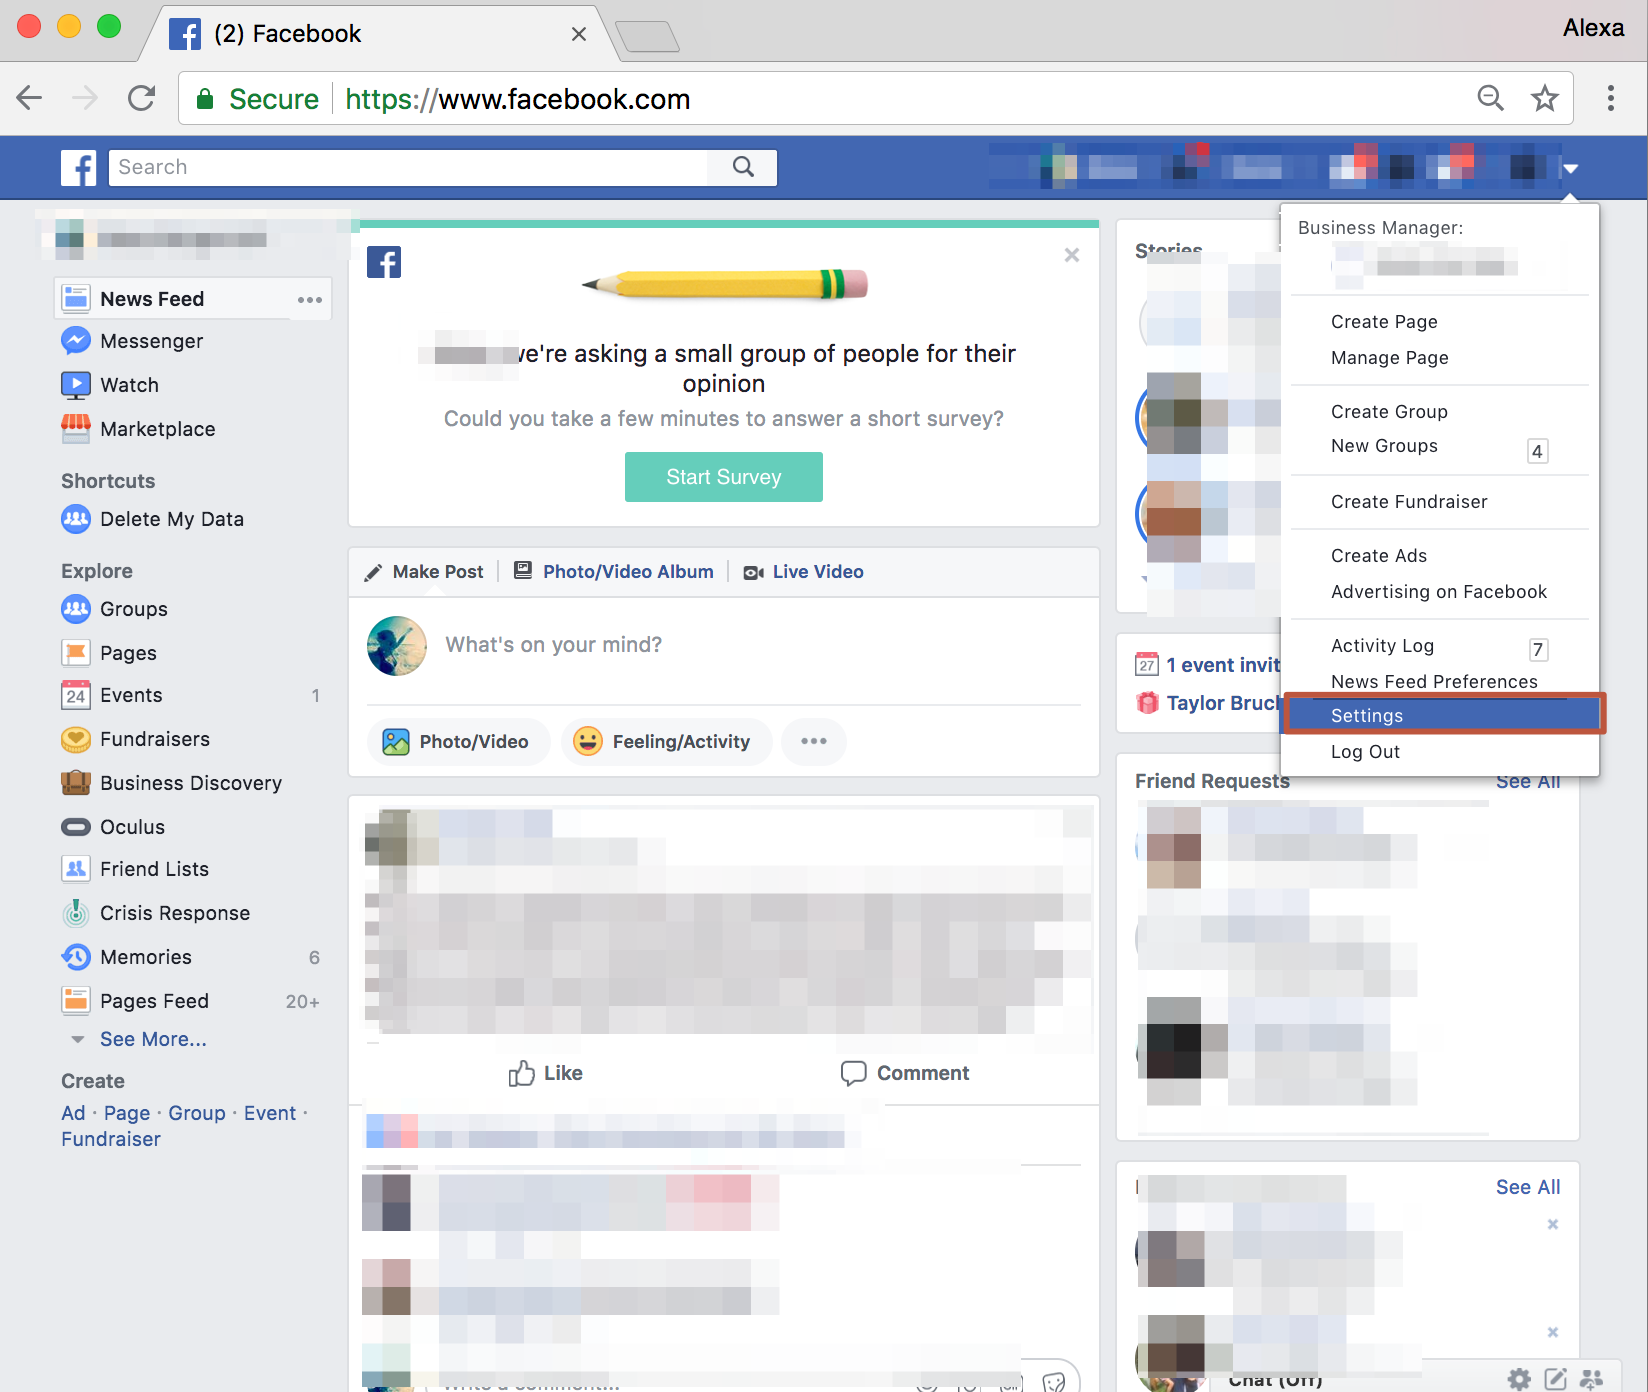 (2) Facebook
Alexa
Secure https://www.facebook.com
Search
News Feed
Messenger
Watch
Marketplace
Shortcuts
Delete My Data
Explore
Groups
Pages
24 Events 1
Fundraisers
Business Discovery
Oculus
Friend Lists
Crisis Response
Memories 6
Pages Feed 20+
See More...
Create
Ad · Page · Group · Event ·
Fundraiser
we're asking a small group of people for their
opinion
Could you take a few minutes to answer a short survey?
Start Survey
Make Post Photo/Video Album Live Video
What's on your mind?
Photo/Video Feeling/Activity
Like Comment
Write a comment...
Stories
27 1 event invit
Taylor Bruc
Friend Requests See All
See All
Chat (Off)
Business Manager:
Create Page
Manage Page
Create Group
New Groups 4
Create Fundraiser
Create Ads
Advertising on Facebook
Activity Log 7
News Feed Preferences
Settings
Log Out